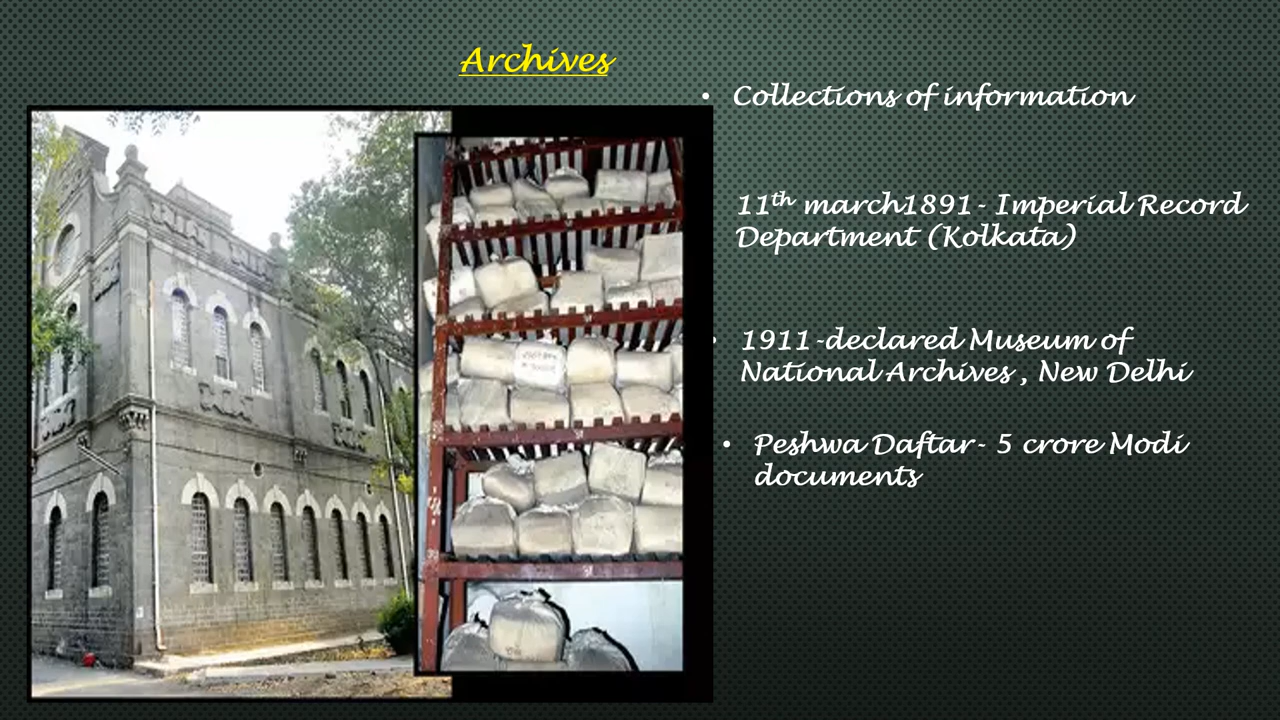 Archives
• Collections of information
11th march1891- Imperial Record
Department (Kolkata)
• 1911-declared Museum of
National Archives , New Delhi
• Peshwa Daftar- 5 crore Modi
documents